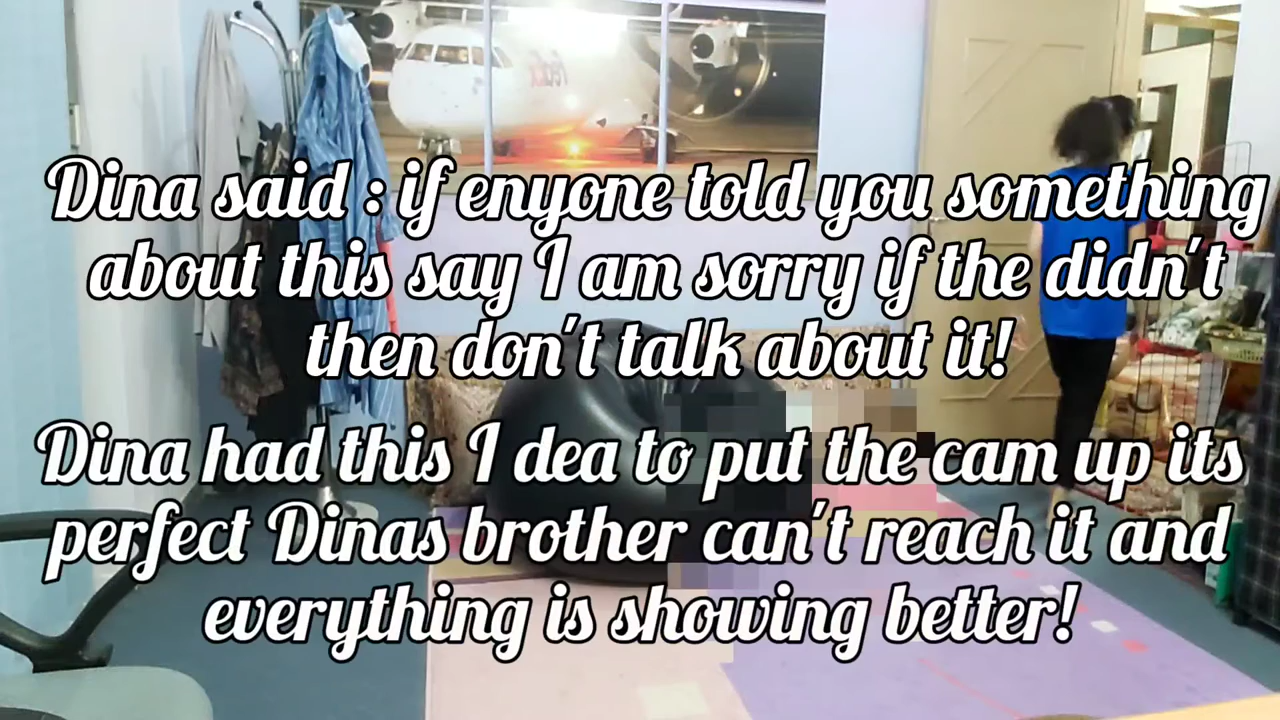 FedEx
Dina said : if enyone told you something
about this say I am sorry if the didn't
then don't talk about it!
Dina had this I dea to put the cam up its
perfect Dinas brother can't reach it and
everything is showing better!